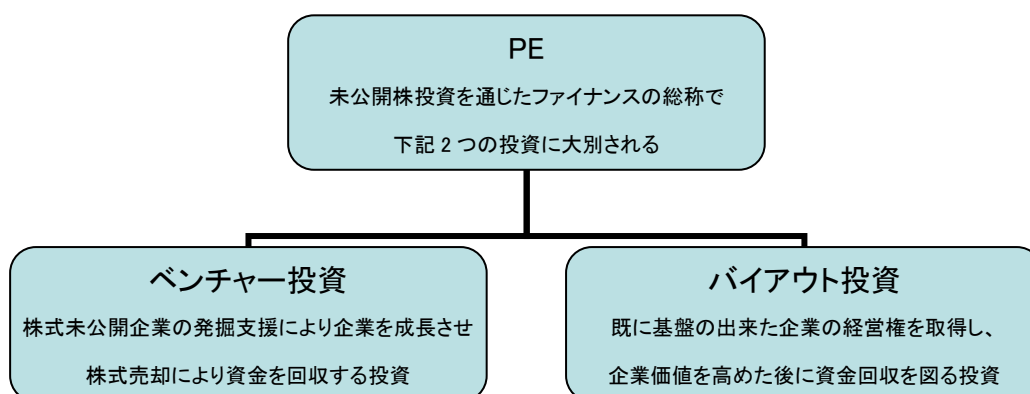 PE
未公開株投資を通じたファイナンスの総称で
下記 2 つの投資に大別される
ベンチャー投資
株式未公開企業の発掘支援により企業を成長させ
株式売却により資金を回収する投資
バイアウト投資
既に基盤の出来た企業の経営権を取得し、
企業価値を高めた後に資金回収を図る投資